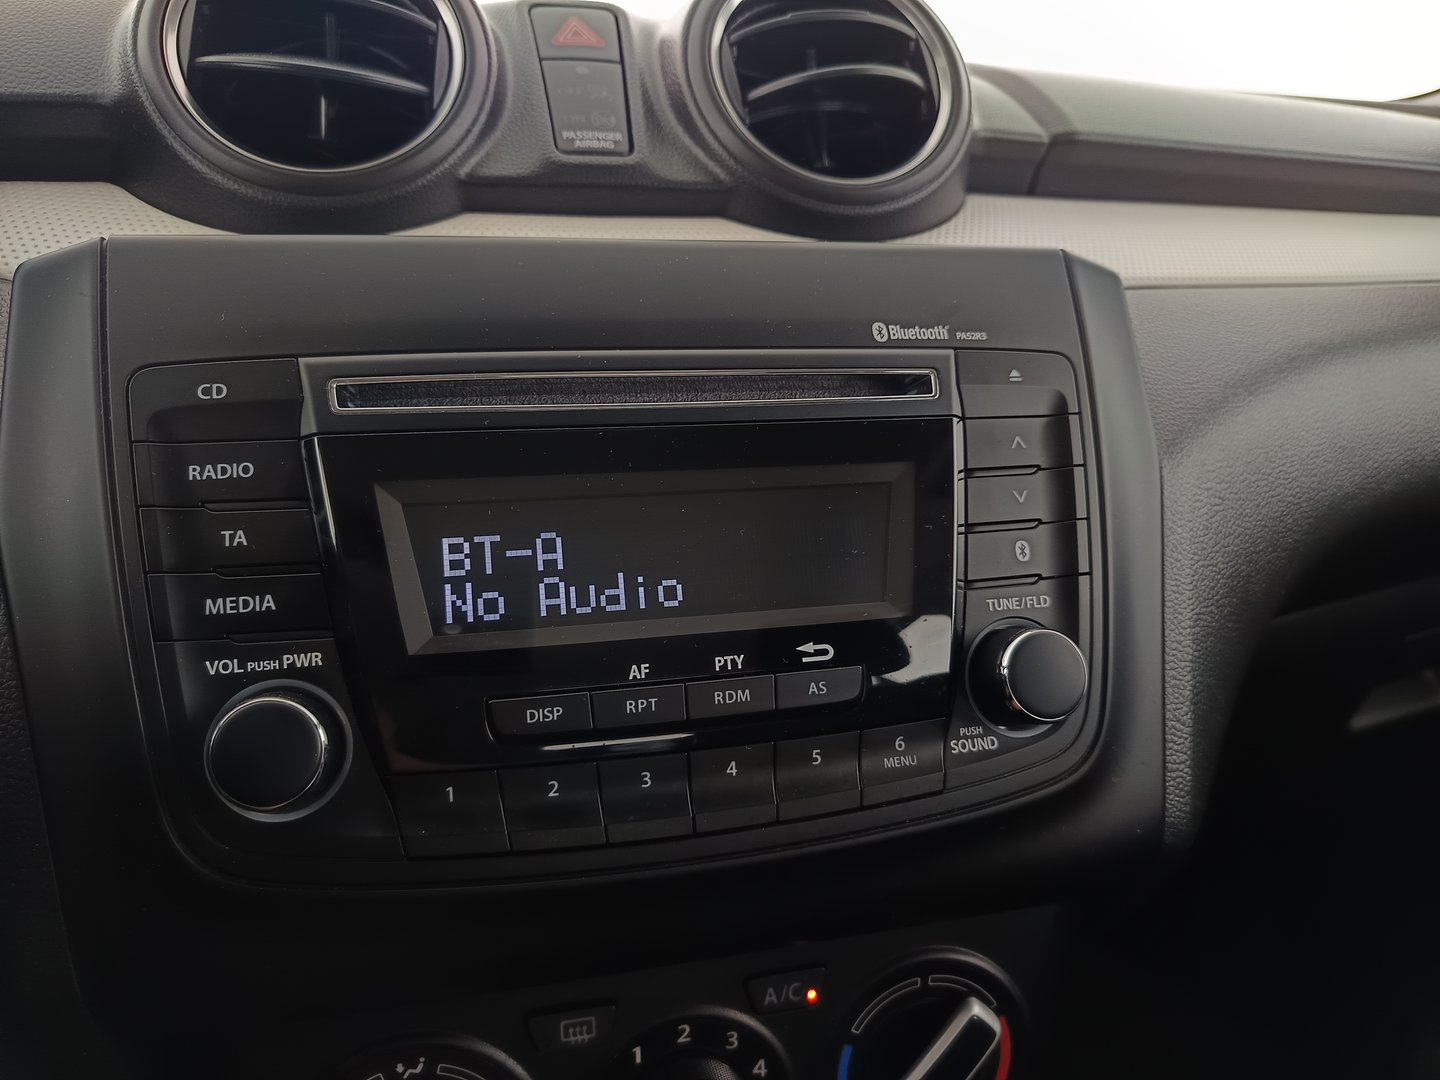 PASSENGER
AIRBAG
Bluetooth PA52R3
CD
RADIO
TA
MEDIA
VOL PUSH PWR
BT-A
No Audio
AF
PTY
DISP
RPT
RDM
AS
TUNE/FLD
PUSH
SOUND
1
2
3
4
5
6
MENU
A/C
1
2
3
4